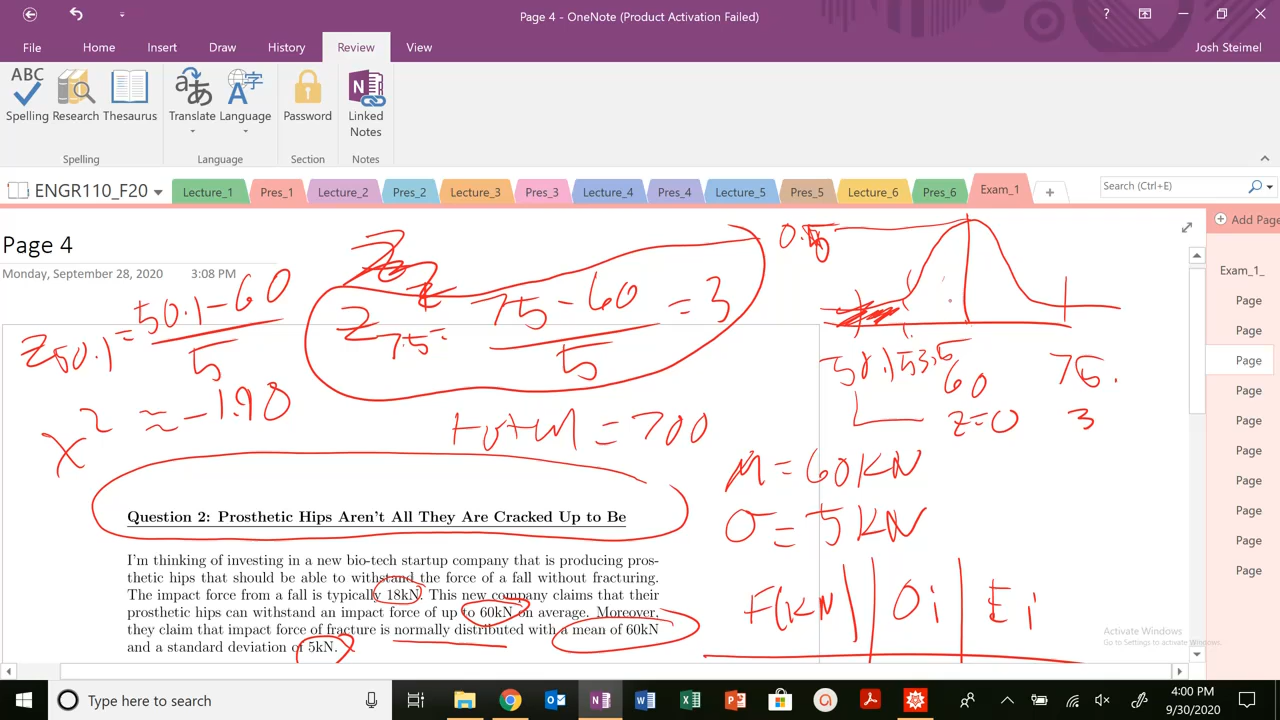 Page 4 - OneNote (Product Activation Failed)
?
File Home Insert Draw History Review View
Josh Steimel
ABC
字
A
Spelling Research Thesaurus Translate Language Password Linked Notes
Spelling Language Section Notes
ENGR110_F20 Lecture_1 Pres_1 Lecture_2 Pres_2 Lecture_3 Pres_3 Lecture_4 Pres_4 Lecture_5 Pres_5 Lecture_6 Pres_6 Exam_1 + Search (Ctrl+E)
Add Page
Page 4
Monday, September 28, 2020 3:08 PM
Exam_1_
Page
Page
Page
Page
Page
Page
Page
Page
Page
Page
Z50.1 = 50.1-60 / 5
≈ -1.98
Z75 = 75-60 / 5 = 3
X²
total = 700
50.1 53.5 60 75
z=0 3
μ = 60KN
σ = 5KN
F(KN) Oi Ei
Question 2: Prosthetic Hips Aren't All They Are Cracked Up to Be
I'm thinking of investing in a new bio-tech startup company that is producing pros-
thetic hips that should be able to withstand the force of a fall without fracturing.
The impact force from a fall is typically 18kN. This new company claims that their
prosthetic hips can withstand an impact force of up to 60kN on average. Moreover,
they claim that impact force of fracture is normally distributed with a mean of 60kN
and a standard deviation of 5kN.
Activate Windows
Go to Settings to activate Windows.
Type here to search
4:00 PM
9/30/2020